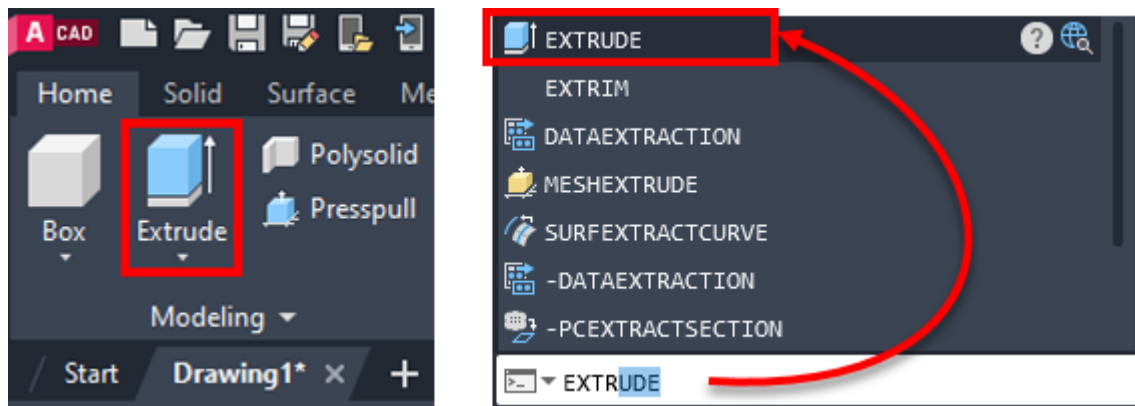 A CAD
Home Solid Surface Me
Polysolid
Presspull
Box Extrude
Modeling
Start Drawing1* × +
EXTRUDE ?
EXTRIM
DATAEXTRACTION
MESHEXTRUDE
SURFEXTRACTCURVE
-DATAEXTRACTION
-PCEXTRACTSECTION
EXTRUDE